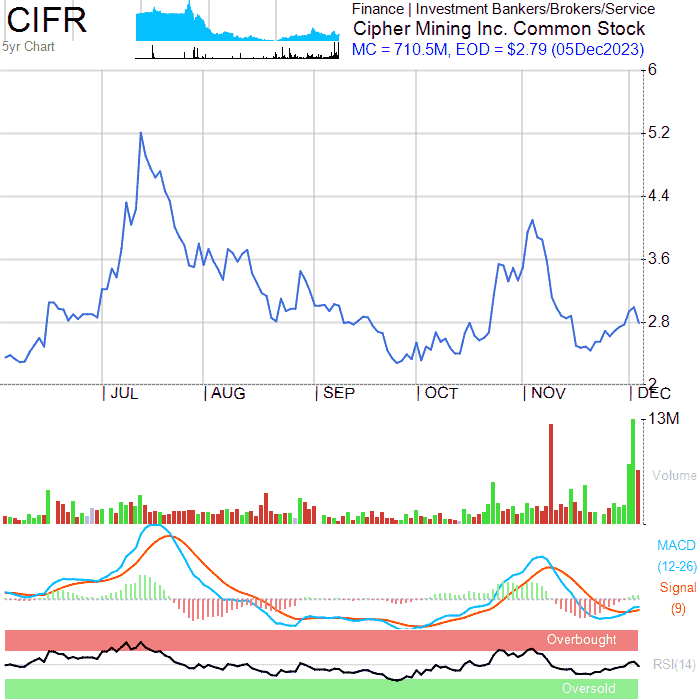 CIFR
5yr Chart
Finance | Investment Bankers/Brokers/Service
Cipher Mining Inc. Common Stock
MC = 710.5M, EOD = $2.79 (05Dec2023)
6
5.2
4.4
3.6
2.8
2
JUL AUG SEP OCT NOV DEC
13M
Volume
MACD
(12-26)
Signal
(9)
Overbought
RSI(14)
Oversold